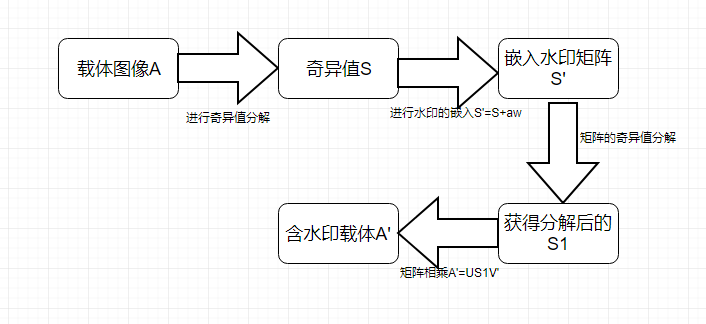 载体图像A
奇异值S
嵌入水印矩阵
S'
进行奇异值分解
进行水印的嵌入S'=S+aw
矩阵的奇异值分解
含水印载体A'
获得分解后的
S1
矩阵相乘A'=US1V'